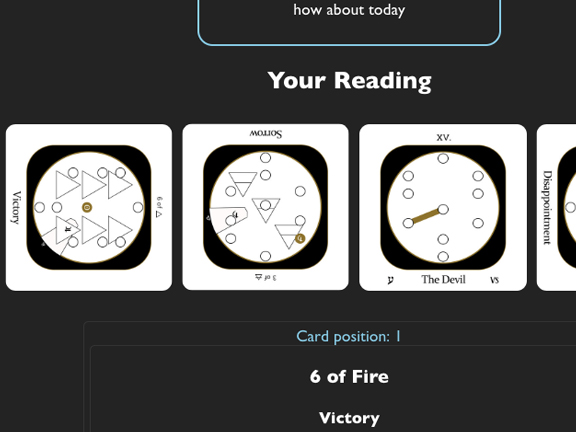 how about today
Your Reading
Victory
6 of △
Sorrow
3 of △
XV.
The Devil
VS
Disappointment
Card position: 1
6 of Fire
Victory